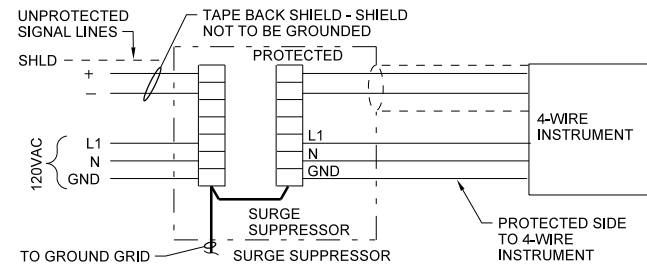 UNPROTECTED
SIGNAL LINES
TAPE BACK SHIELD - SHIELD
NOT TO BE GROUNDED
SHLD
+
–
PROTECTED
120VAC
L1
N
GND
L1
N
GND
4-WIRE
INSTRUMENT
SURGE
SUPPRESSOR
TO GROUND GRID
SURGE SUPPRESSOR
PROTECTED SIDE
TO 4-WIRE
INSTRUMENT